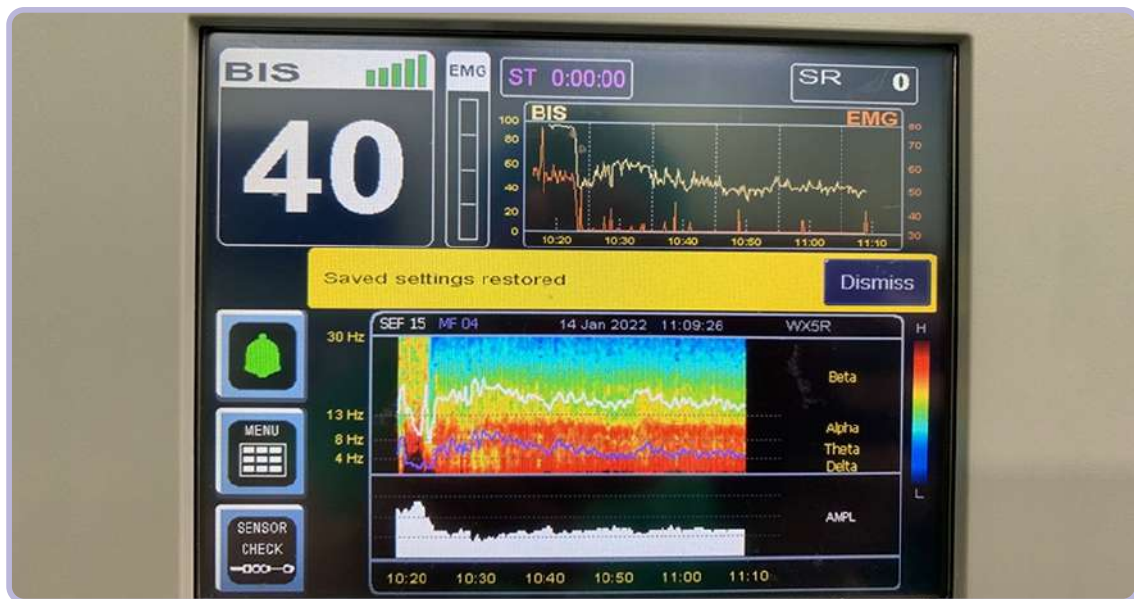 BIS
40
EMG
ST 0:00:00
SR 0
BIS EMG
100
80
60
40
20
0
80
70
60
50
40
30
10:20 10:30 10:40 10:50 11:00 11:10
Saved settings restored
Dismiss
SEF 15 MF 04 14 Jan 2022 11:09:26 WX5R
30 Hz
13 Hz
8 Hz
4 Hz
Beta
Alpha
Theta
Delta
H
L
AMPL
10:20 10:30 10:40 10:50 11:00 11:10
MENU
SENSOR
CHECK